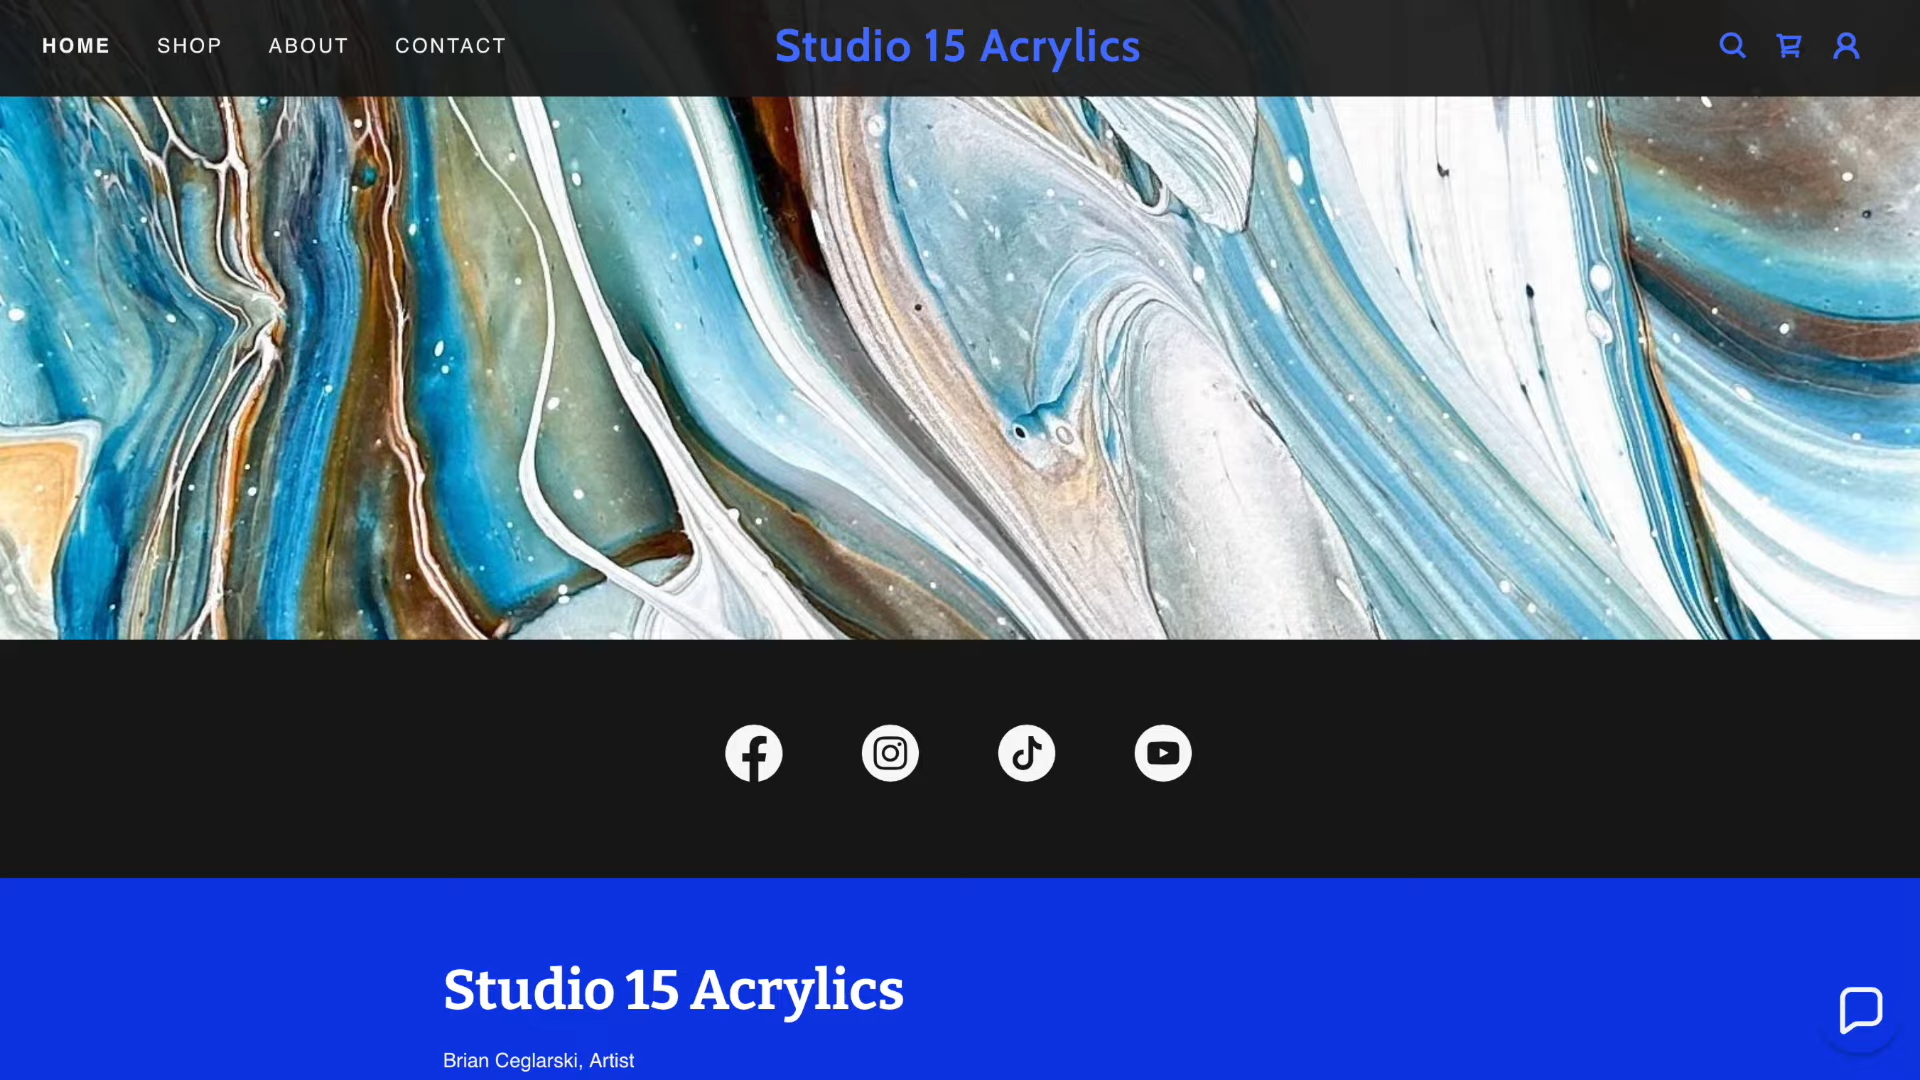 HOME SHOP ABOUT CONTACT Studio 15 Acrylics
Studio 15 Acrylics
Brian Ceglarski, Artist